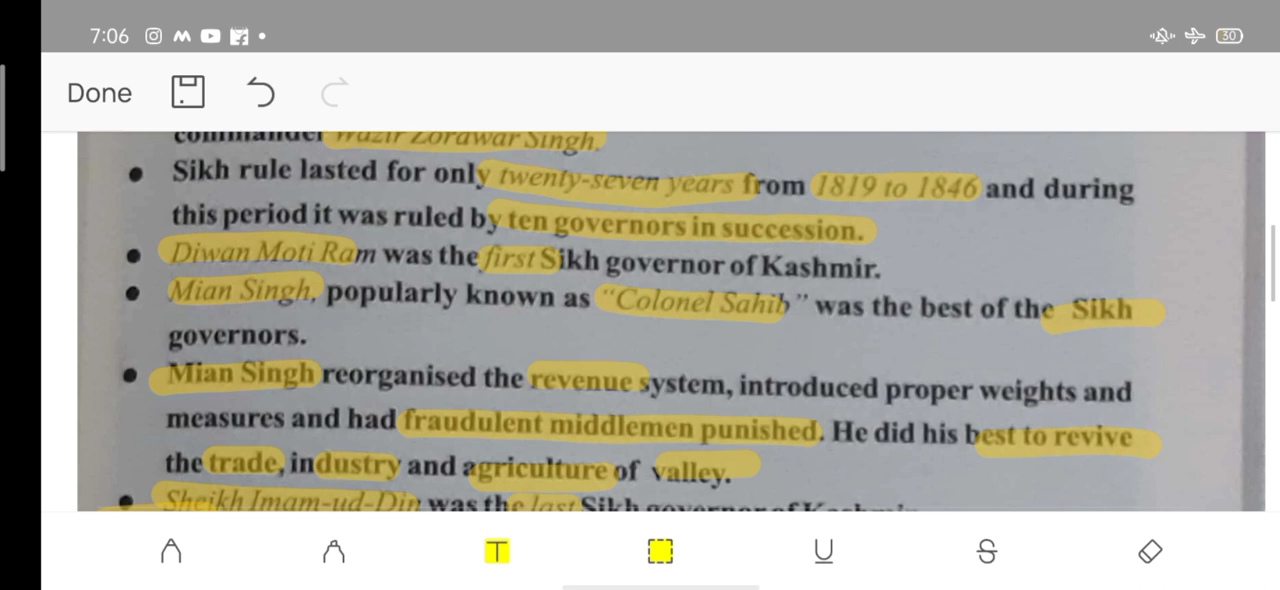 7:06
30
Done
commander Wazir Zorawar Singh.
Sikh rule lasted for only twenty-seven years from 1819 to 1846 and during
this period it was ruled by ten governors in succession.
Diwan Moti Ram was the first Sikh governor of Kashmir.
Mian Singh, popularly known as "Colonel Sahib" was the best of the Sikh
governors.
Mian Singh reorganised the revenue system, introduced proper weights and
measures and had fraudulent middlemen punished. He did his best to revive
the trade, industry and agriculture of valley.
Sheikh Imam-ud-Din was the last Sikh governor of Kashmir
T
U
S